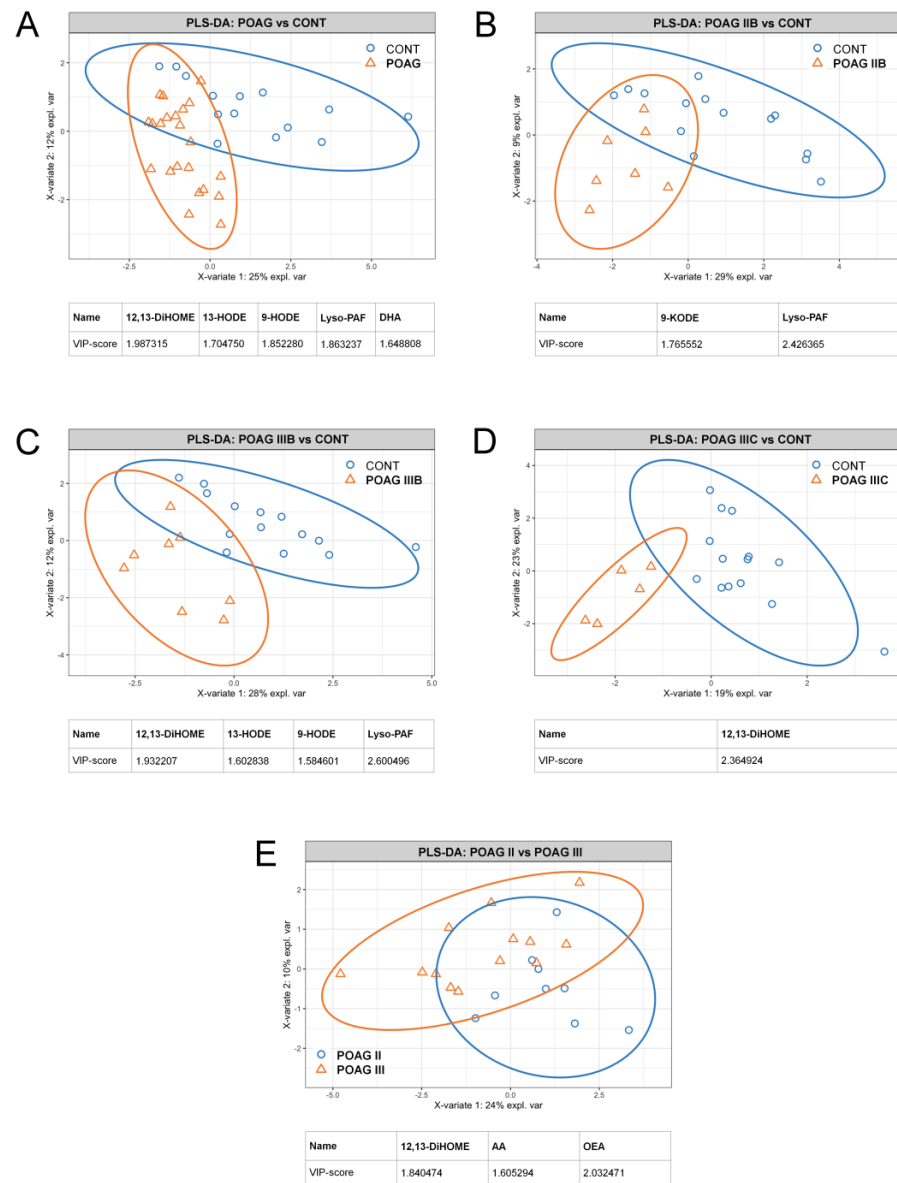 A
PLS-DA: POAG vs CONT
CONT
POAG
X-variate 2: 12% expl. var
2
0
-2
-2.5
0.0
2.5
5.0
X-variate 1: 25% expl. var
Name 12,13-DiHOME 13-HODE 9-HODE Lyso-PAF DHA
VIP-score 1.987315 1.704750 1.852280 1.863237 1.648808
B
PLS-DA: POAG IIB vs CONT
CONT
POAG IIB
X-variate 2: 9% expl. var
2
0
-2
-4
-2
0
2
4
X-variate 1: 29% expl. var
Name 9-KODE Lyso-PAF
VIP-score 1.765552 2.426365
C
PLS-DA: POAG IIIB vs CONT
CONT
POAG IIIB
X-variate 2: 12% expl. var
2
0
-2
-4
-2.5
0.0
2.5
5.0
X-variate 1: 28% expl. var
Name 12,13-DiHOME 13-HODE 9-HODE Lyso-PAF
VIP-score 1.932207 1.602838 1.584601 2.600496
D
PLS-DA: POAG IIIC vs CONT
CONT
POAG IIIC
X-variate 2: 23% expl. var
4
2
0
-2
-2
0
2
X-variate 1: 19% expl. var
Name 12,13-DiHOME
VIP-score 2.364924
E
PLS-DA: POAG II vs POAG III
X-variate 2: 10% expl. var
2
1
0
-1
-2
POAG II
POAG III
-5.0
-2.5
0.0
2.5
X-variate 1: 24% expl. var
Name 12,13-DiHOME AA OEA
VIP-score 1.840474 1.605294 2.032471